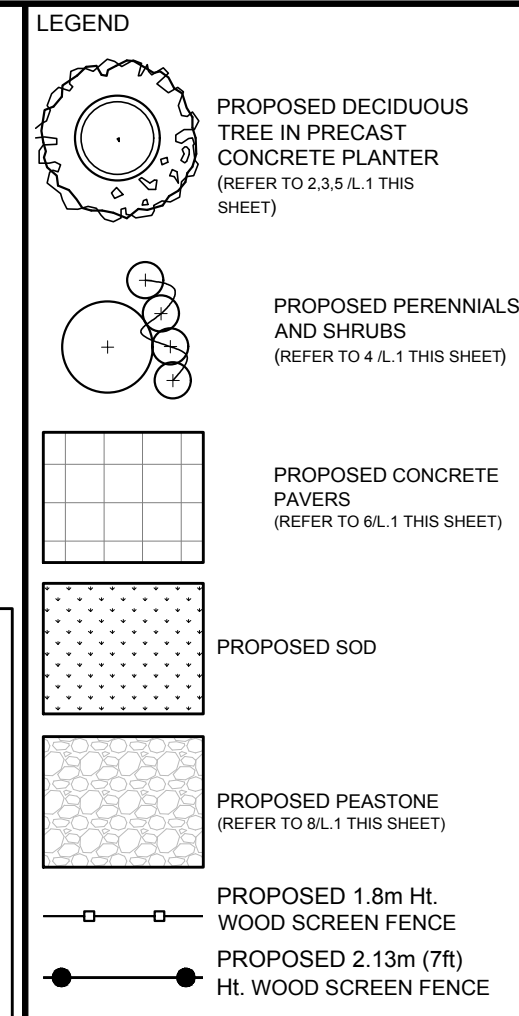 LEGEND
PROPOSED DECIDUOUS
TREE IN PRECAST
CONCRETE PLANTER
(REFER TO 2,3,5 /L.1 THIS
SHEET)
PROPOSED PERENNIALS
AND SHRUBS
(REFER TO 4 /L.1 THIS SHEET)
PROPOSED CONCRETE
PAVERS
(REFER TO 6/L.1 THIS SHEET)
PROPOSED SOD
PROPOSED PEASTONE
(REFER TO 8/L.1 THIS SHEET)
PROPOSED 1.8m Ht.
WOOD SCREEN FENCE
PROPOSED 2.13m (7ft)
Ht. WOOD SCREEN FENCE